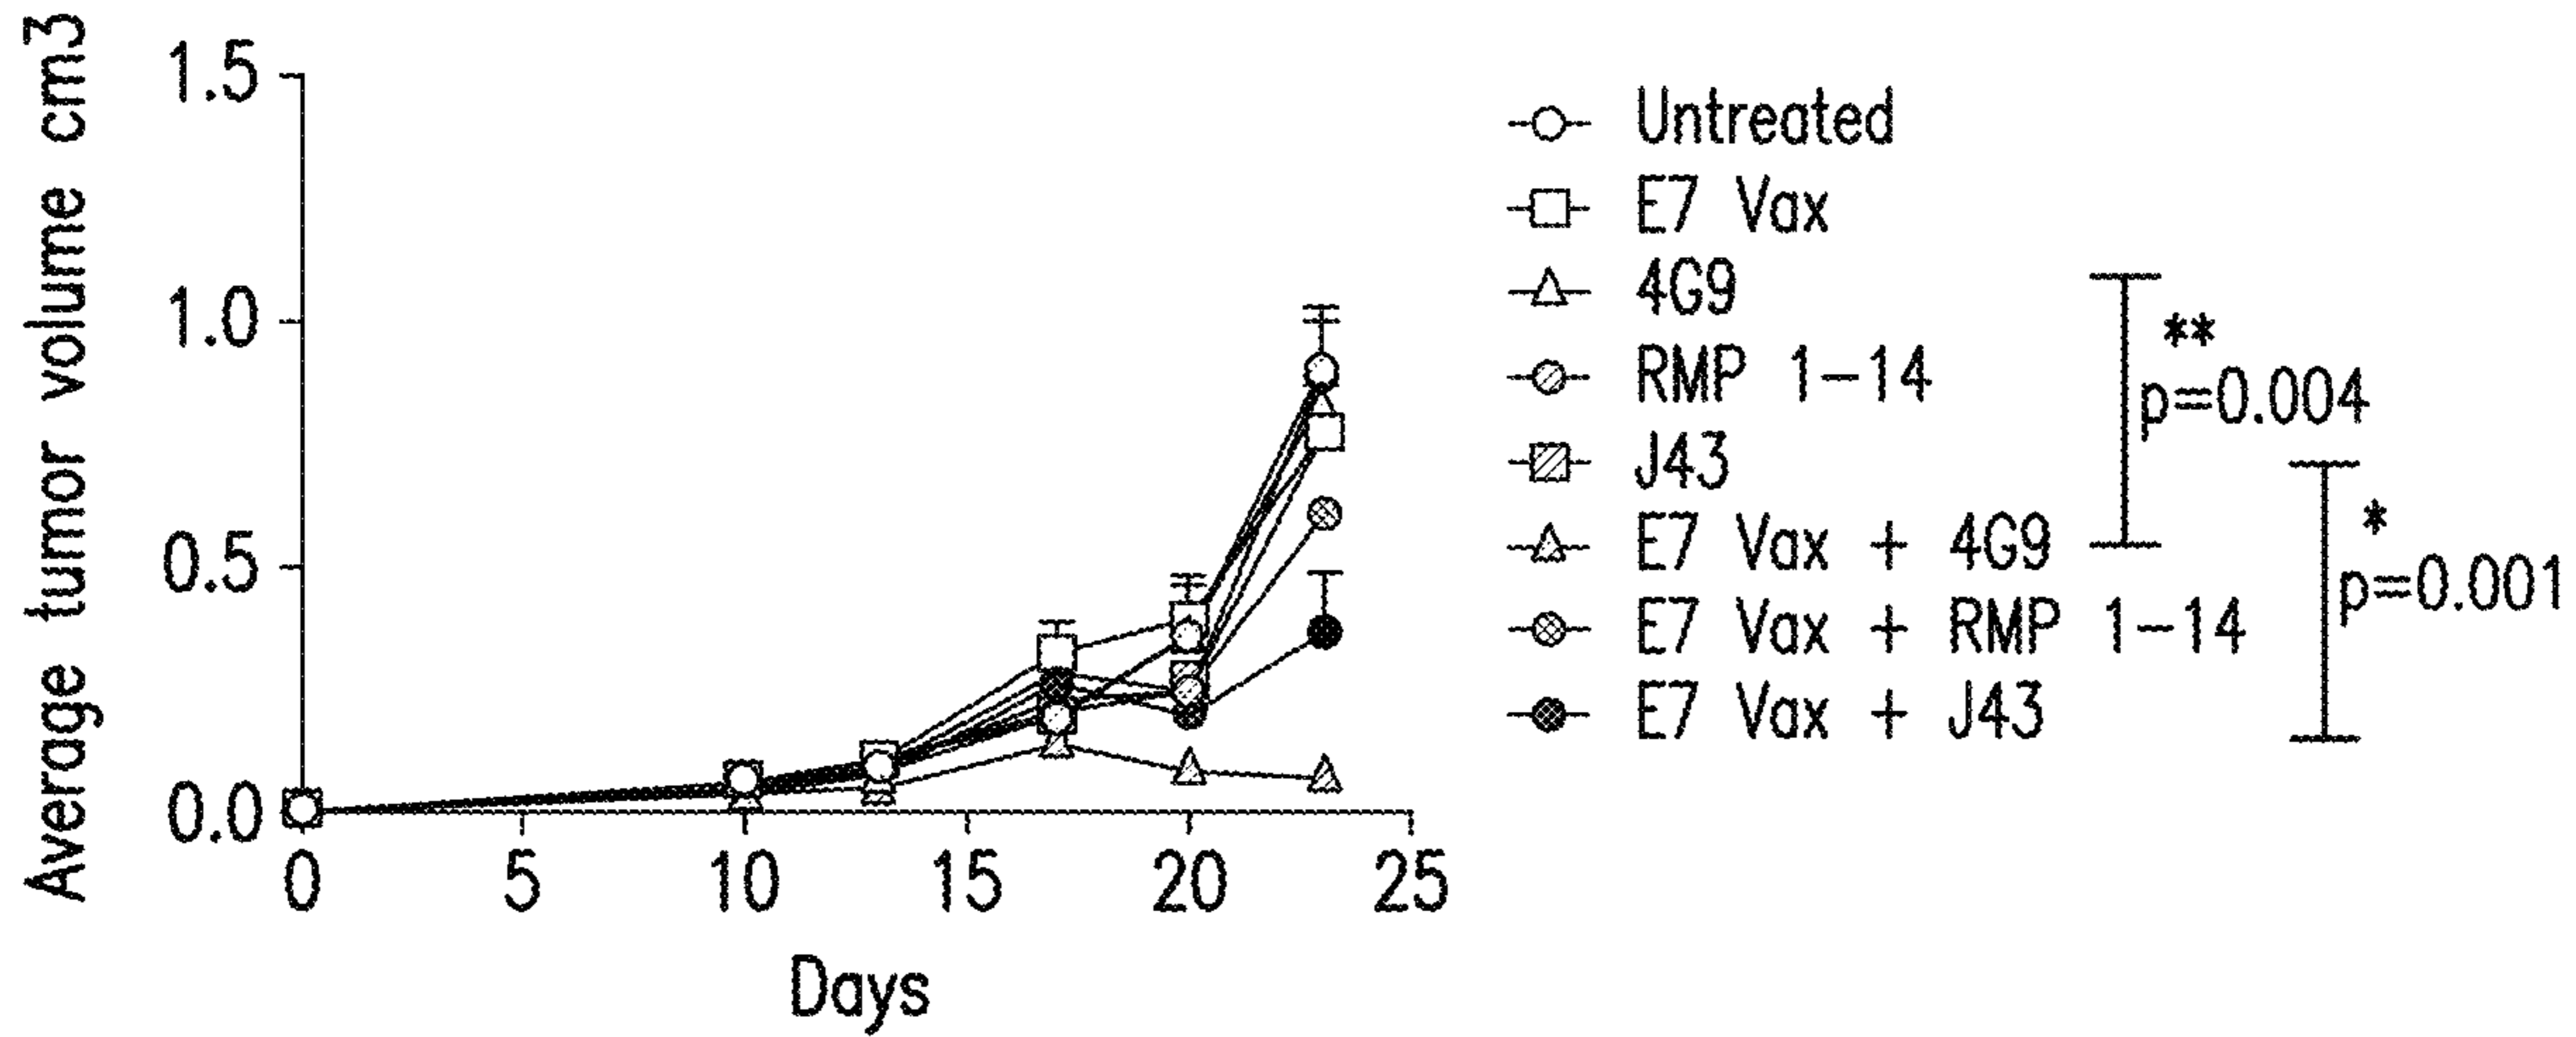 Average tumor volume cm3
1.5
1.0
0.5
0.0
0 5 10 15 20 25
Days
Untreated
E7 Vax
4G9
RMP 1-14
J43
E7 Vax + 4G9
E7 Vax + RMP 1-14
E7 Vax + J43
**
p=0.004
*
p=0.001